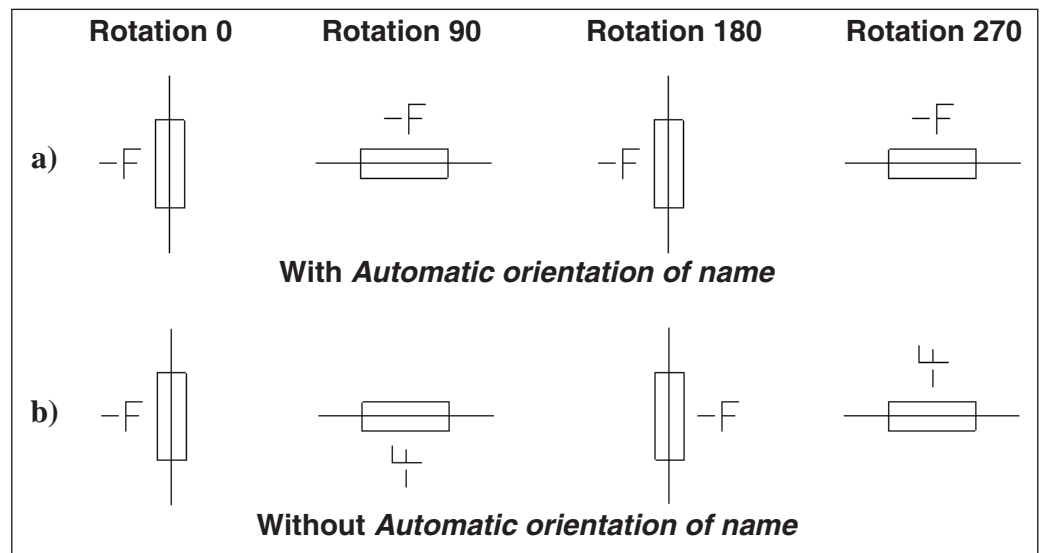 Rotation 0 Rotation 90 Rotation 180 Rotation 270
a) -F -F -F -F
With Automatic orientation of name
b) -F -F -F -F
Without Automatic orientation of name